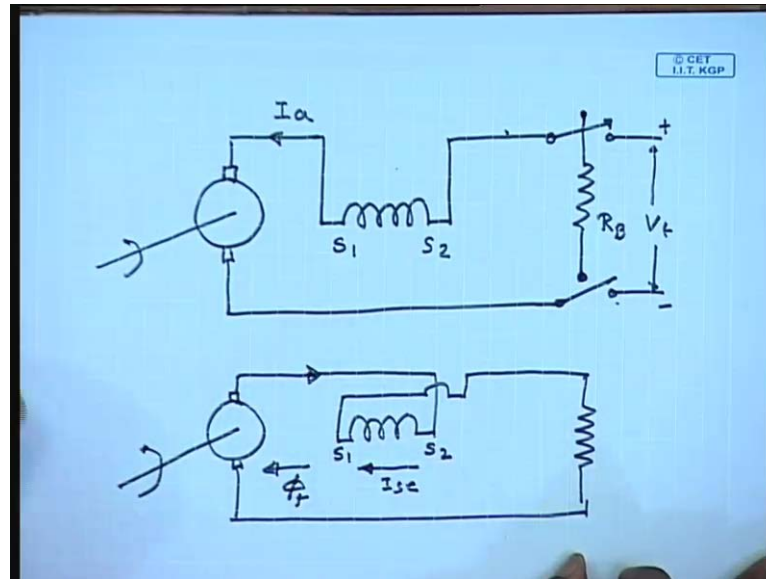 © CET
I.I.T. KGP
Ia
+
S1 S2
RB
Vt
-
S1 S2
Φf
Ise